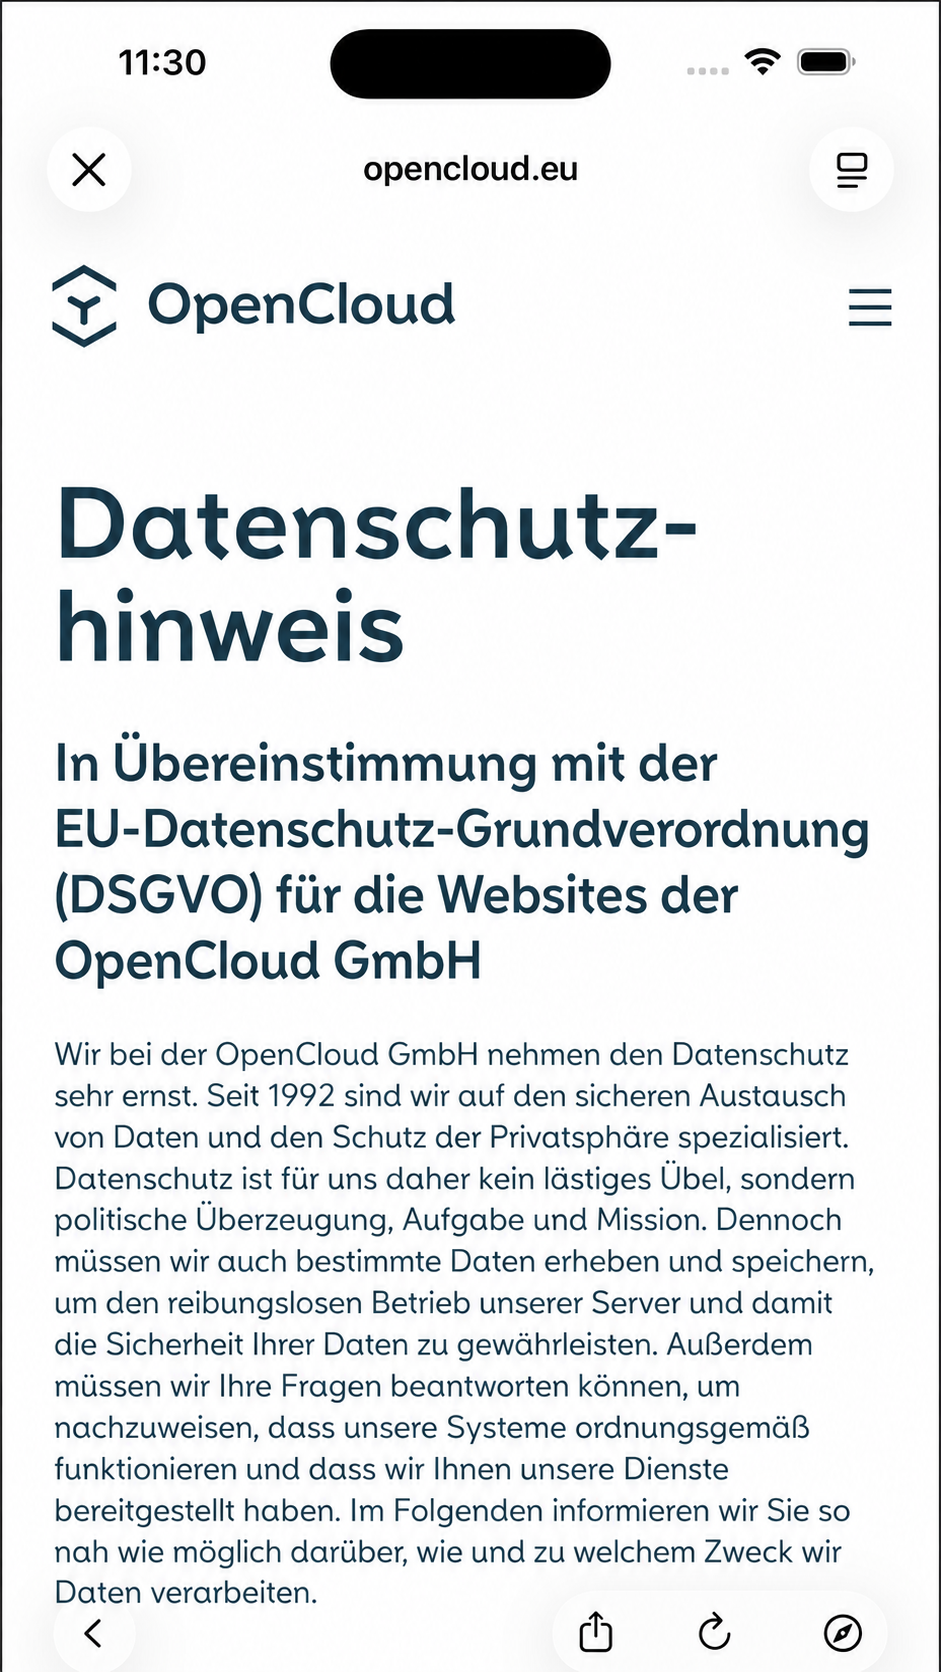 11:30
opencloud.eu
OpenCloud
Datenschutz-
hinweis
In Übereinstimmung mit der
EU-Datenschutz-Grundverordnung
(DSGVO) für die Websites der
OpenCloud GmbH
Wir bei der OpenCloud GmbH nehmen den Datenschutz
sehr ernst. Seit 1992 sind wir auf den sicheren Austausch
von Daten und den Schutz der Privatsphäre spezialisiert.
Datenschutz ist für uns daher kein lästiges Übel, sondern
politische Überzeugung, Aufgabe und Mission. Dennoch
müssen wir auch bestimmte Daten erheben und speichern,
um den reibungslosen Betrieb unserer Server und damit
die Sicherheit Ihrer Daten zu gewährleisten. Außerdem
müssen wir Ihre Fragen beantworten können, um
nachzuweisen, dass unsere Systeme ordnungsgemäß
funktionieren und dass wir Ihnen unsere Dienste
bereitgestellt haben. Im Folgenden informieren wir Sie so
nah wie möglich darüber, wie und zu welchem Zweck wir
Daten verarbeiten.